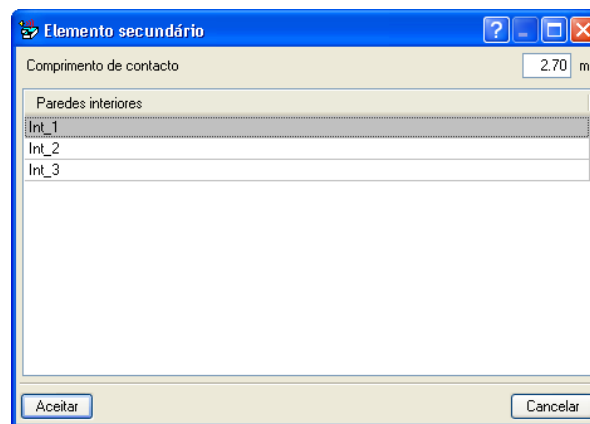 Elemento secundário
Comprimento de contacto 2.70 m
Paredes interiores
Int_1
Int_2
Int_3
Aceitar Cancelar